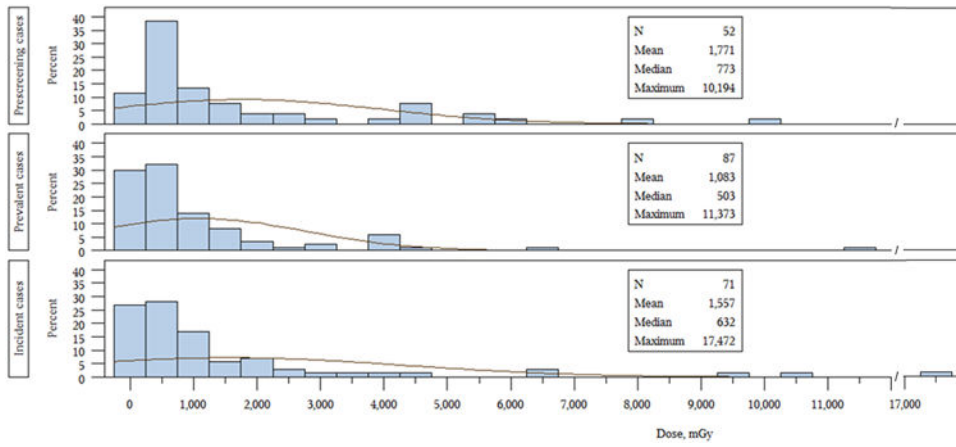 Prescreening cases
Percent
40
35
30
25
20
15
10
5
0
N 52
Mean 1,771
Median 773
Maximum 10,194
/
Prevalent cases
Percent
40
35
30
25
20
15
10
5
0
N 87
Mean 1,083
Median 503
Maximum 11,373
/
Incident cases
Percent
40
35
30
25
20
15
10
5
0
N 71
Mean 1,557
Median 632
Maximum 17,472
/
0 1,000 2,000 3,000 4,000 5,000 6,000 7,000 8,000 9,000 10,000 11,000 / 17,000
Dose, mGy